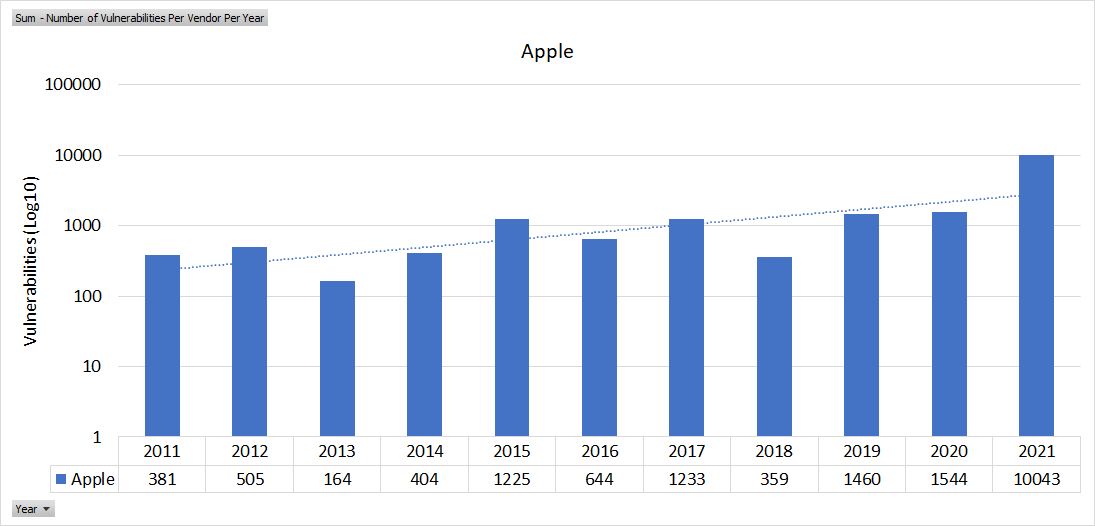 Sum - Number of Vulnerabilities Per Vendor Per Year
Apple
Vulnerabilities (Log10)
100000
10000
1000
100
10
1
2011 2012 2013 2014 2015 2016 2017 2018 2019 2020 2021
Apple 381 505 164 404 1225 644 1233 359 1460 1544 10043
Year